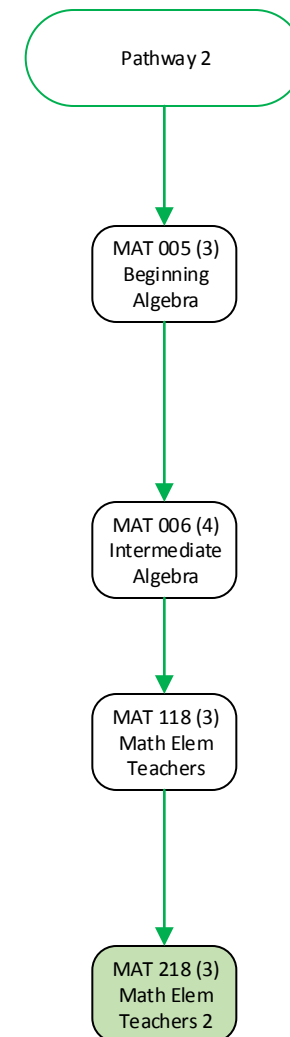 Pathway 2
MAT 005 (3)
Beginning
Algebra
MAT 006 (4)
Intermediate
Algebra
MAT 118 (3)
Math Elem
Teachers
MAT 218 (3)
Math Elem
Teachers 2